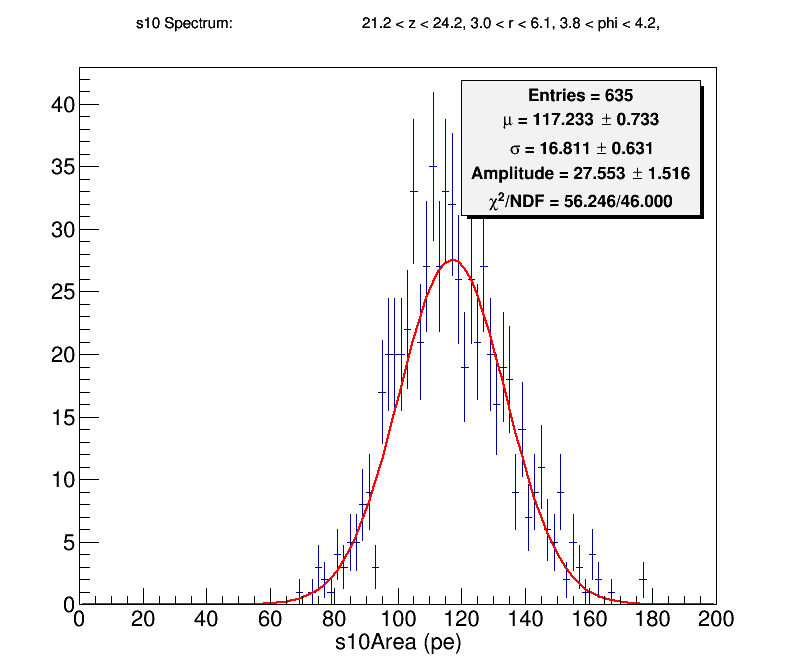 s10 Spectrum: 21.2 < z < 24.2, 3.0 < r < 6.1, 3.8 < phi < 4.2,
Entries = 635
μ = 117.233 ± 0.733
σ = 16.811 ± 0.631
Amplitude = 27.553 ± 1.516
χ²/NDF = 56.246/46.000
40
35
30
25
20
15
10
5
0
0 20 40 60 80 100 120 140 160 180 200
s10Area (pe)